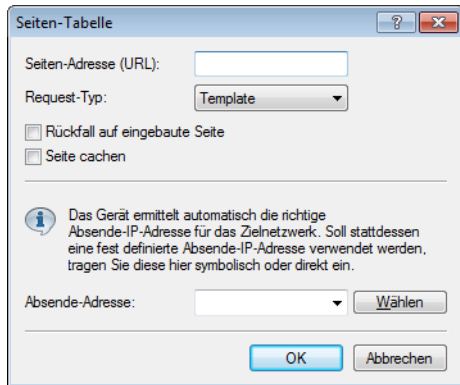 Seiten-Tabelle
Seiten-Adresse (URL):
Request-Typ: Template
Rückfall auf eingebaute Seite
Seite cachen
Das Gerät ermittelt automatisch die richtige
Absende-IP-Adresse für das Zielnetzwerk. Soll stattdessen
eine fest definierte Absende-IP-Adresse verwendet werden,
tragen Sie diese hier symbolisch oder direkt ein.
Absende-Adresse: Wählen
OK Abbrechen